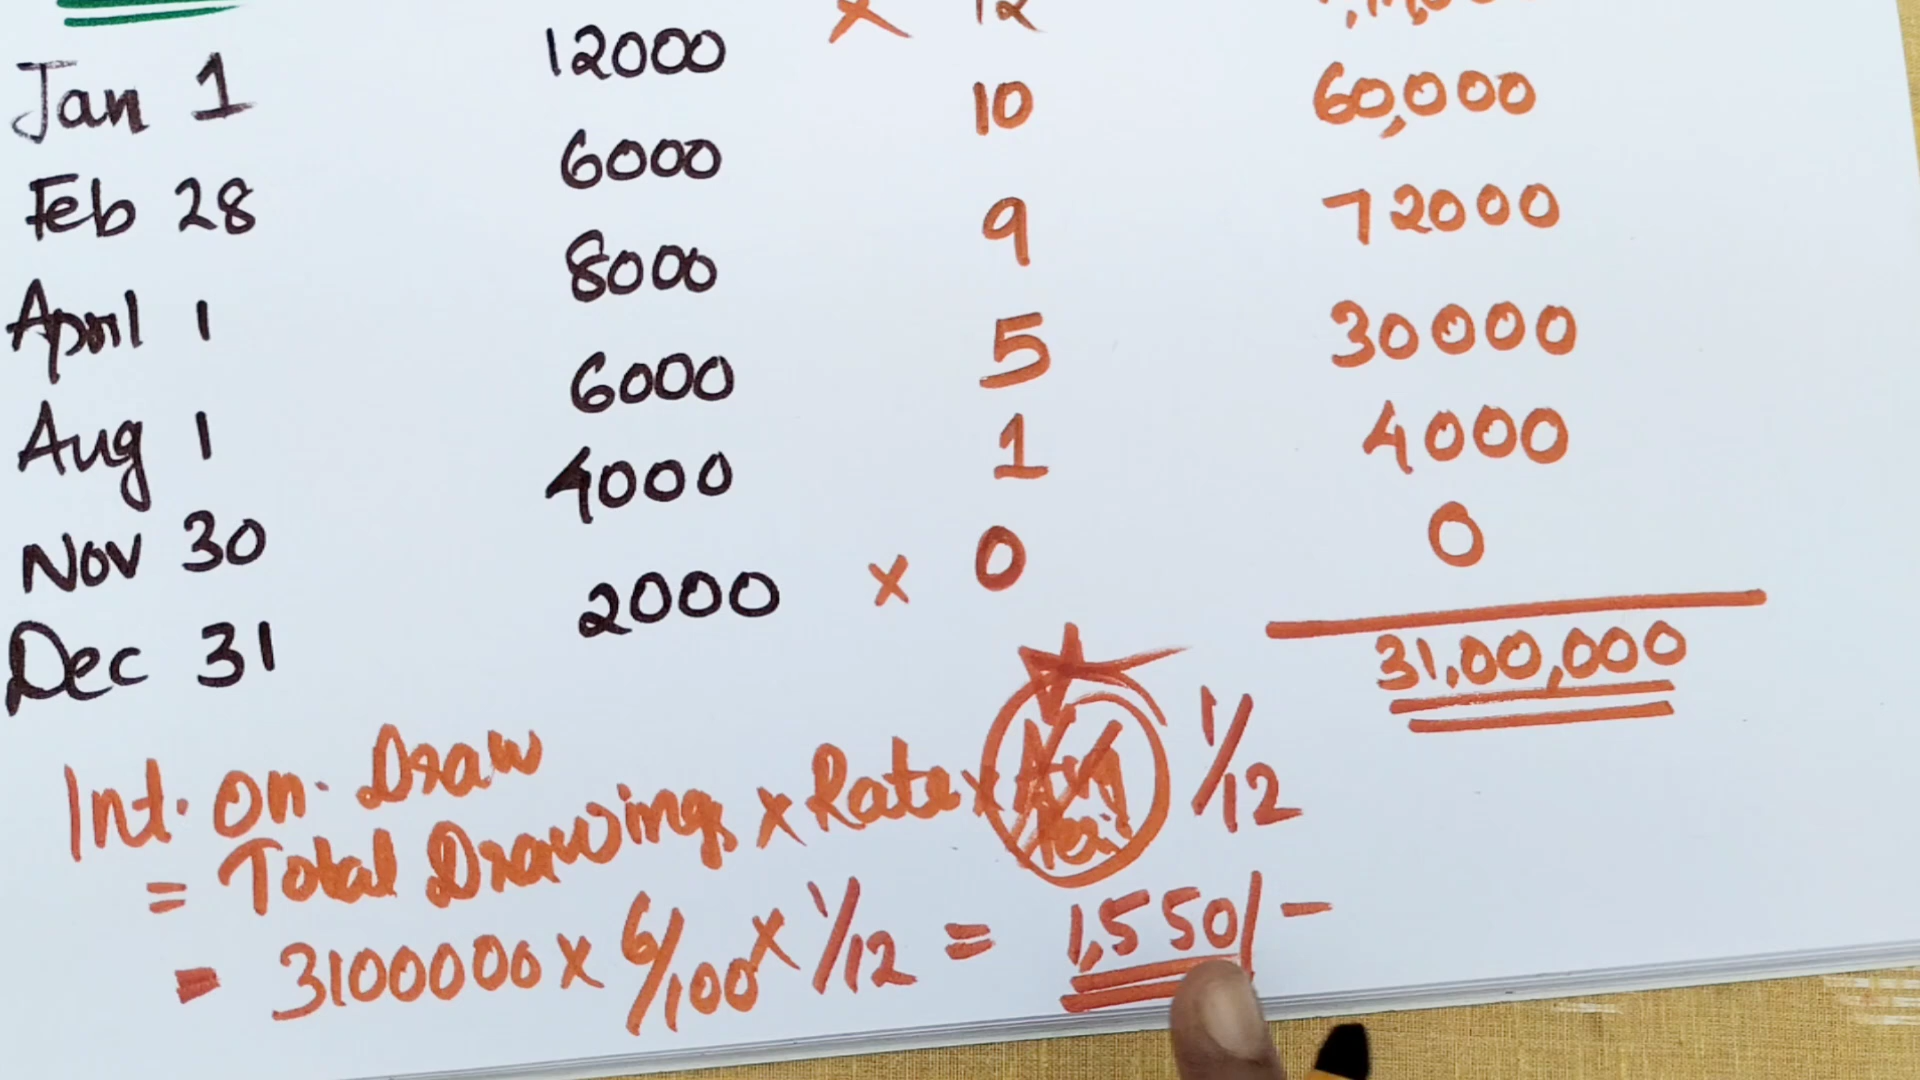 Jan 1 12000 × 12
Feb 28 6000 10 60,000
April 1 8000 9 72000
Aug 1 6000 5 30000
Nov 30 4000 1 4000
Dec 31 2000 × 0 0
31,00,000
Int. on. Draw
= Total Drawings × Rate × 1/12
= 3100000 × 6/100 × 1/12 = 1,550/-